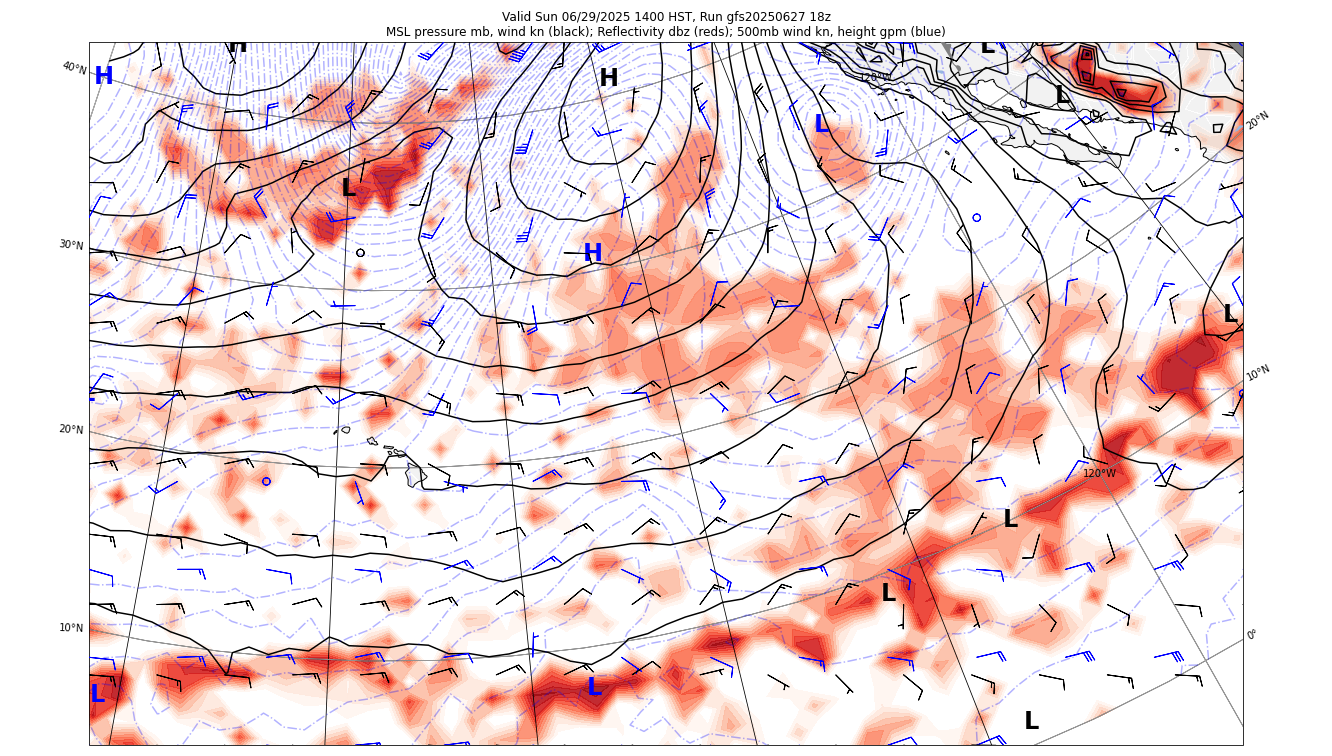 Valid Sun 06/29/2025 1400 HST, Run gfs20250627 18z
MSL pressure mb, wind kn (black); Reflectivity dbz (reds); 500mb wind kn, height gpm (blue)
H
L
40°N
H
H
120°W
L
L
20°N
L
30°N
H
L
10°N
L
20°N
120°W
L
L
10°N
0°
L
L
L